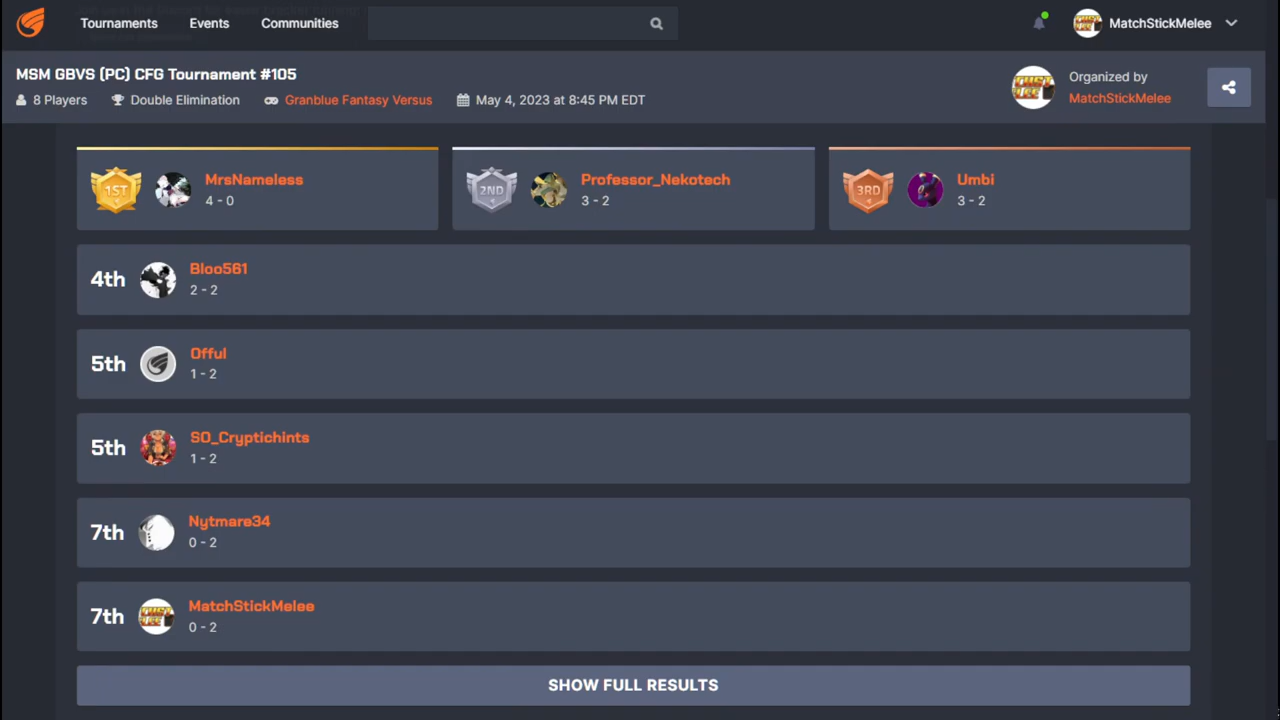 Tournaments Events Communities MatchStickMelee
MSM GBVS (PC) CFG Tournament #105
8 Players Double Elimination Granblue Fantasy Versus May 4, 2023 at 8:45 PM EDT
Organized by
MatchStickMelee
1ST MrsNameless
4 - 0
2ND Professor_Nekotech
3 - 2
3RD Umbi
3 - 2
4th Bloo561
2 - 2
5th Offul
1 - 2
5th SO_Cryptichints
1 - 2
7th Nytmare34
0 - 2
7th MatchStickMelee
0 - 2
SHOW FULL RESULTS